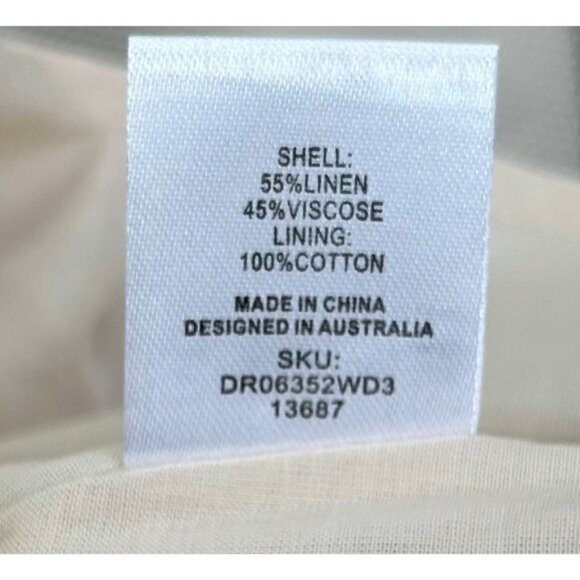 SHELL:
55%LINEN
45%VISCOSE
LINING:
100%COTTON
MADE IN CHINA
DESIGNED IN AUSTRALIA
SKU:
DR06352WD3
13687